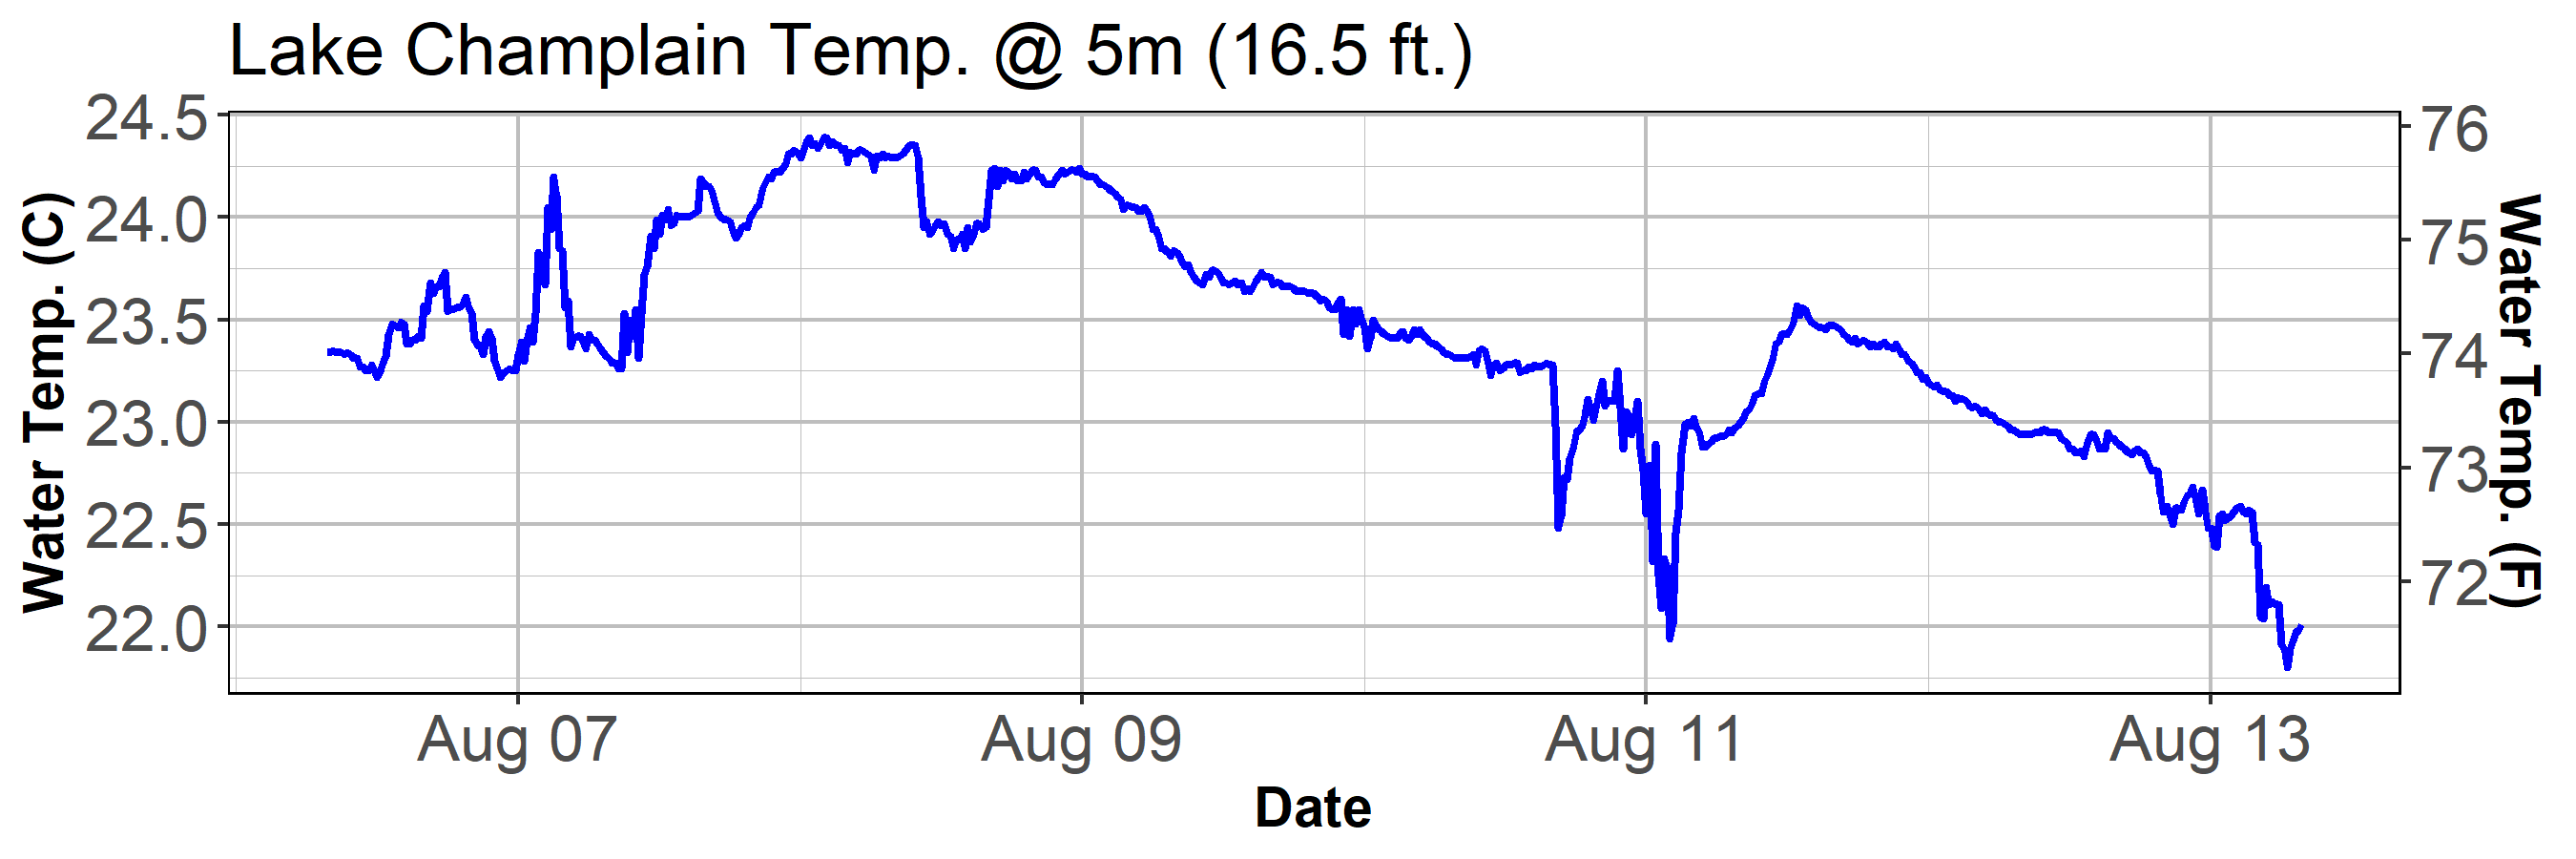 Lake Champlain Temp. @ 5m (16.5 ft.)
Water Temp. (C)
24.5
24.0
23.5
23.0
22.5
22.0
76
75
74
73
72
Water Temp. (F)
Aug 07
Aug 09
Aug 11
Aug 13
Date